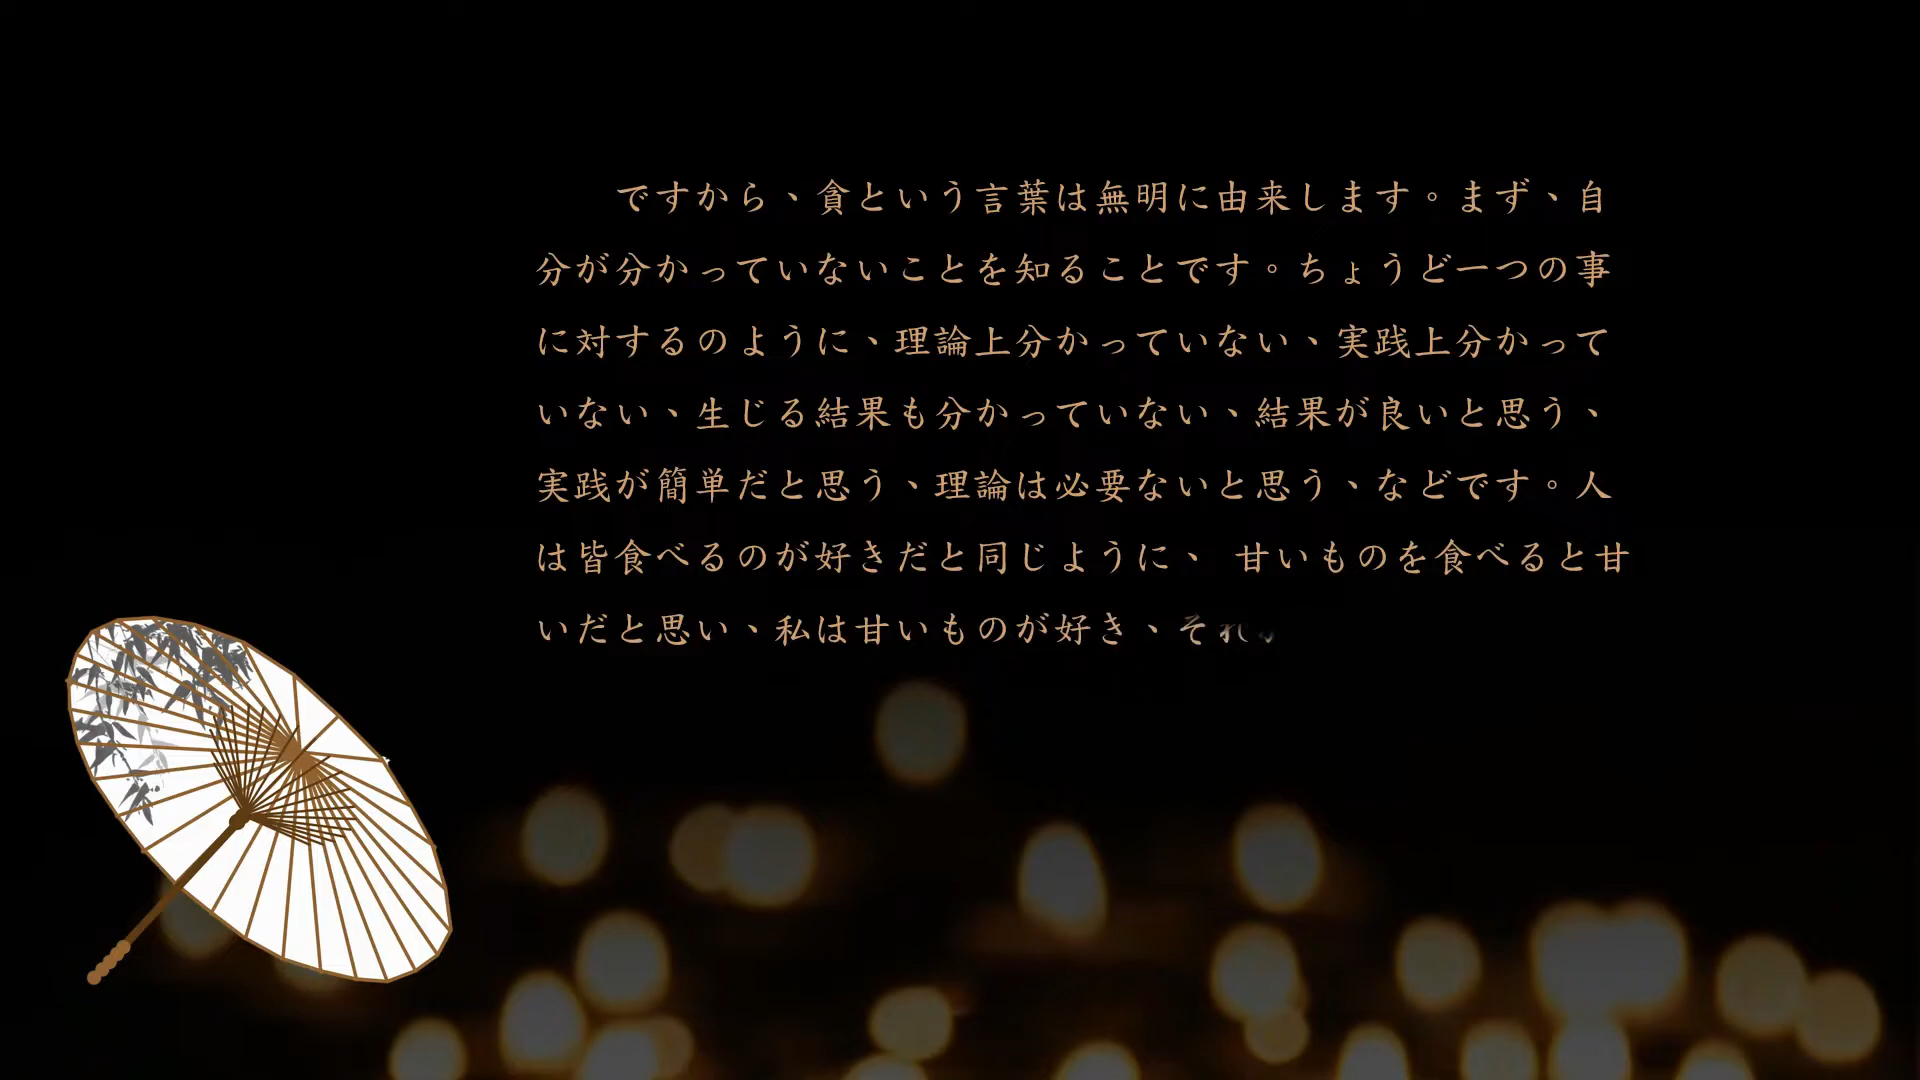 ですから、貪という言葉は無明に由来します。まず、自
分が分かっていないことを知ることです。ちょうど一つの事
に対するのように、理論上分かっていない、実践上分かって
いない、生じる結果も分かっていない、結果が良いと思う、
実践が簡単だと思う、理論は必要ないと思う、などです。人
は皆食べるのが好きだと同じように、 甘いものを食べると甘
いだと思い、私は甘いものが好き、それ